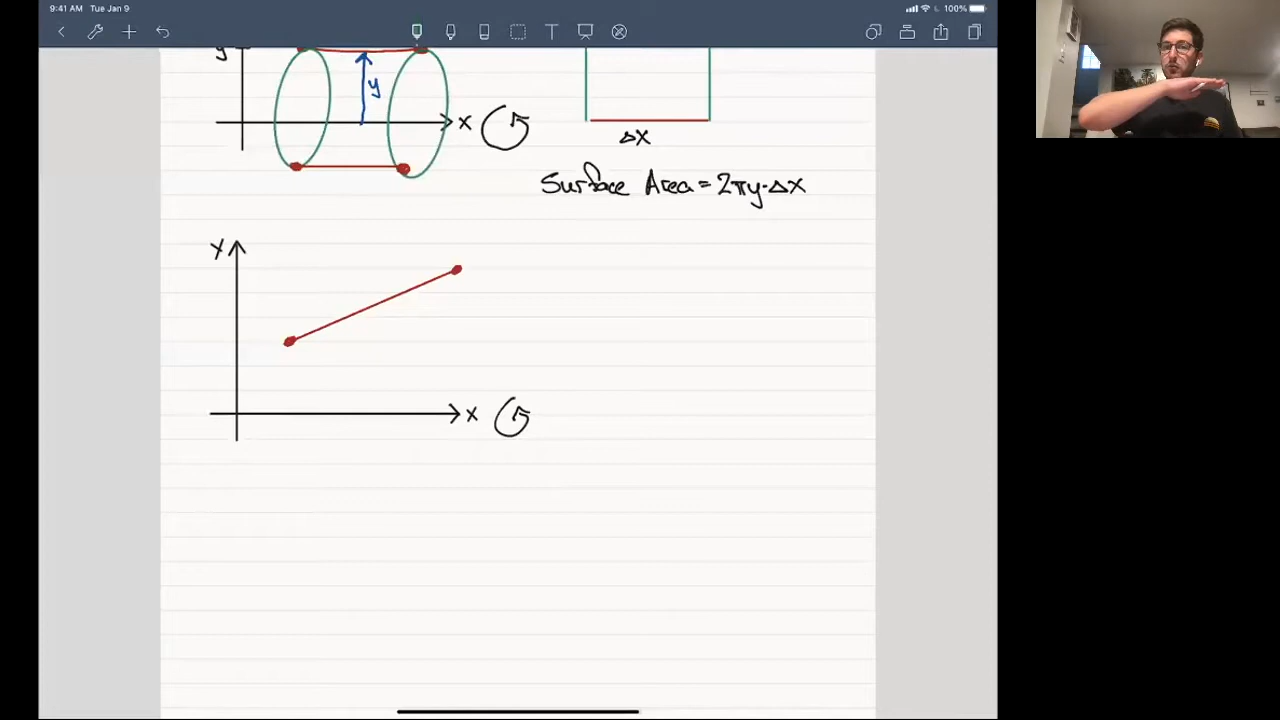 9:41 AM Tue Jan 9
100%
y
y
x
Δx
Surface Area = 2πy·Δx
y
x